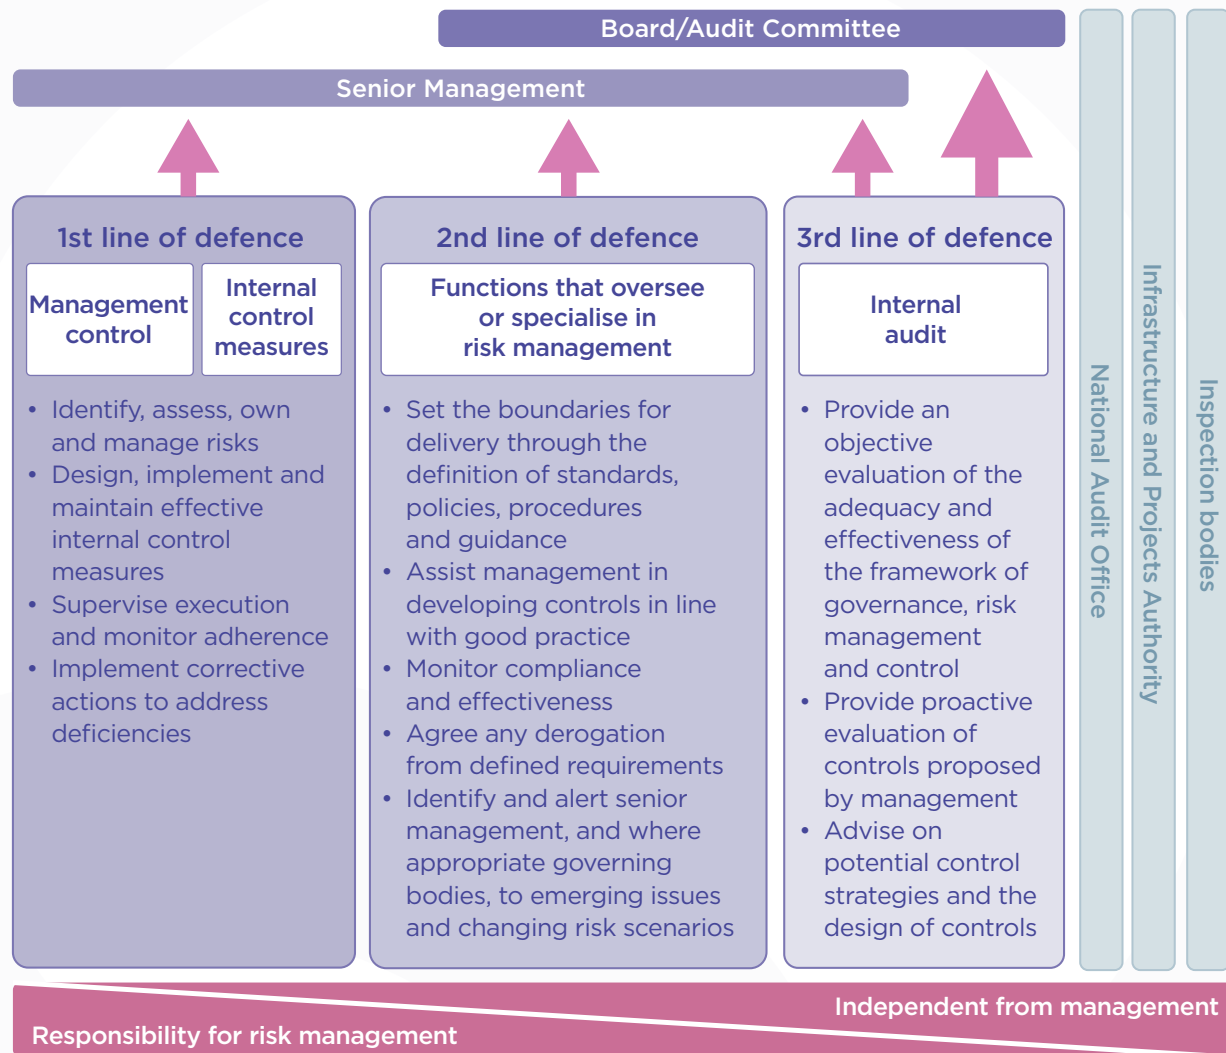 Board/Audit Committee
Senior Management
1st line of defence
Management
control
Internal
control
measures
• Identify, assess, own
and manage risks
• Design, implement and
maintain effective
internal control
measures
• Supervise execution
and monitor adherence
• Implement corrective
actions to address
deficiencies
2nd line of defence
Functions that oversee
or specialise in
risk management
• Set the boundaries for
delivery through the
definition of standards,
policies, procedures
and guidance
• Assist management in
developing controls in line
with good practice
• Monitor compliance
and effectiveness
• Agree any derogation
from defined requirements
• Identify and alert senior
management, and where
appropriate governing
bodies, to emerging issues
and changing risk scenarios
3rd line of defence
Internal
audit
• Provide an
objective
evaluation of the
adequacy and
effectiveness of
the framework of
governance, risk
management
and control
• Provide proactive
evaluation of
controls proposed
by management
• Advise on
potential control
strategies and the
design of controls
National Audit Office
Infrastructure and Projects Authority
Inspection bodies
Independent from management
Responsibility for risk management